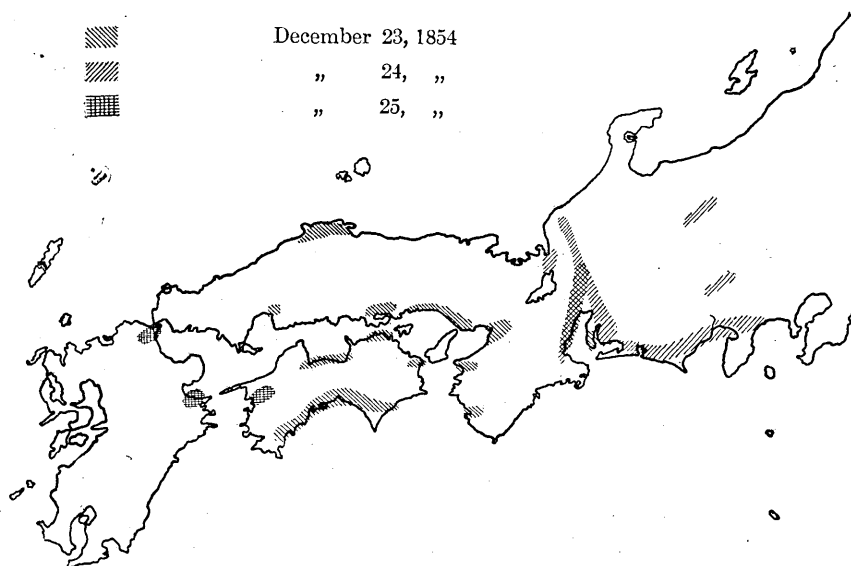 December 23, 1854
„ 24, „
„ 25, „